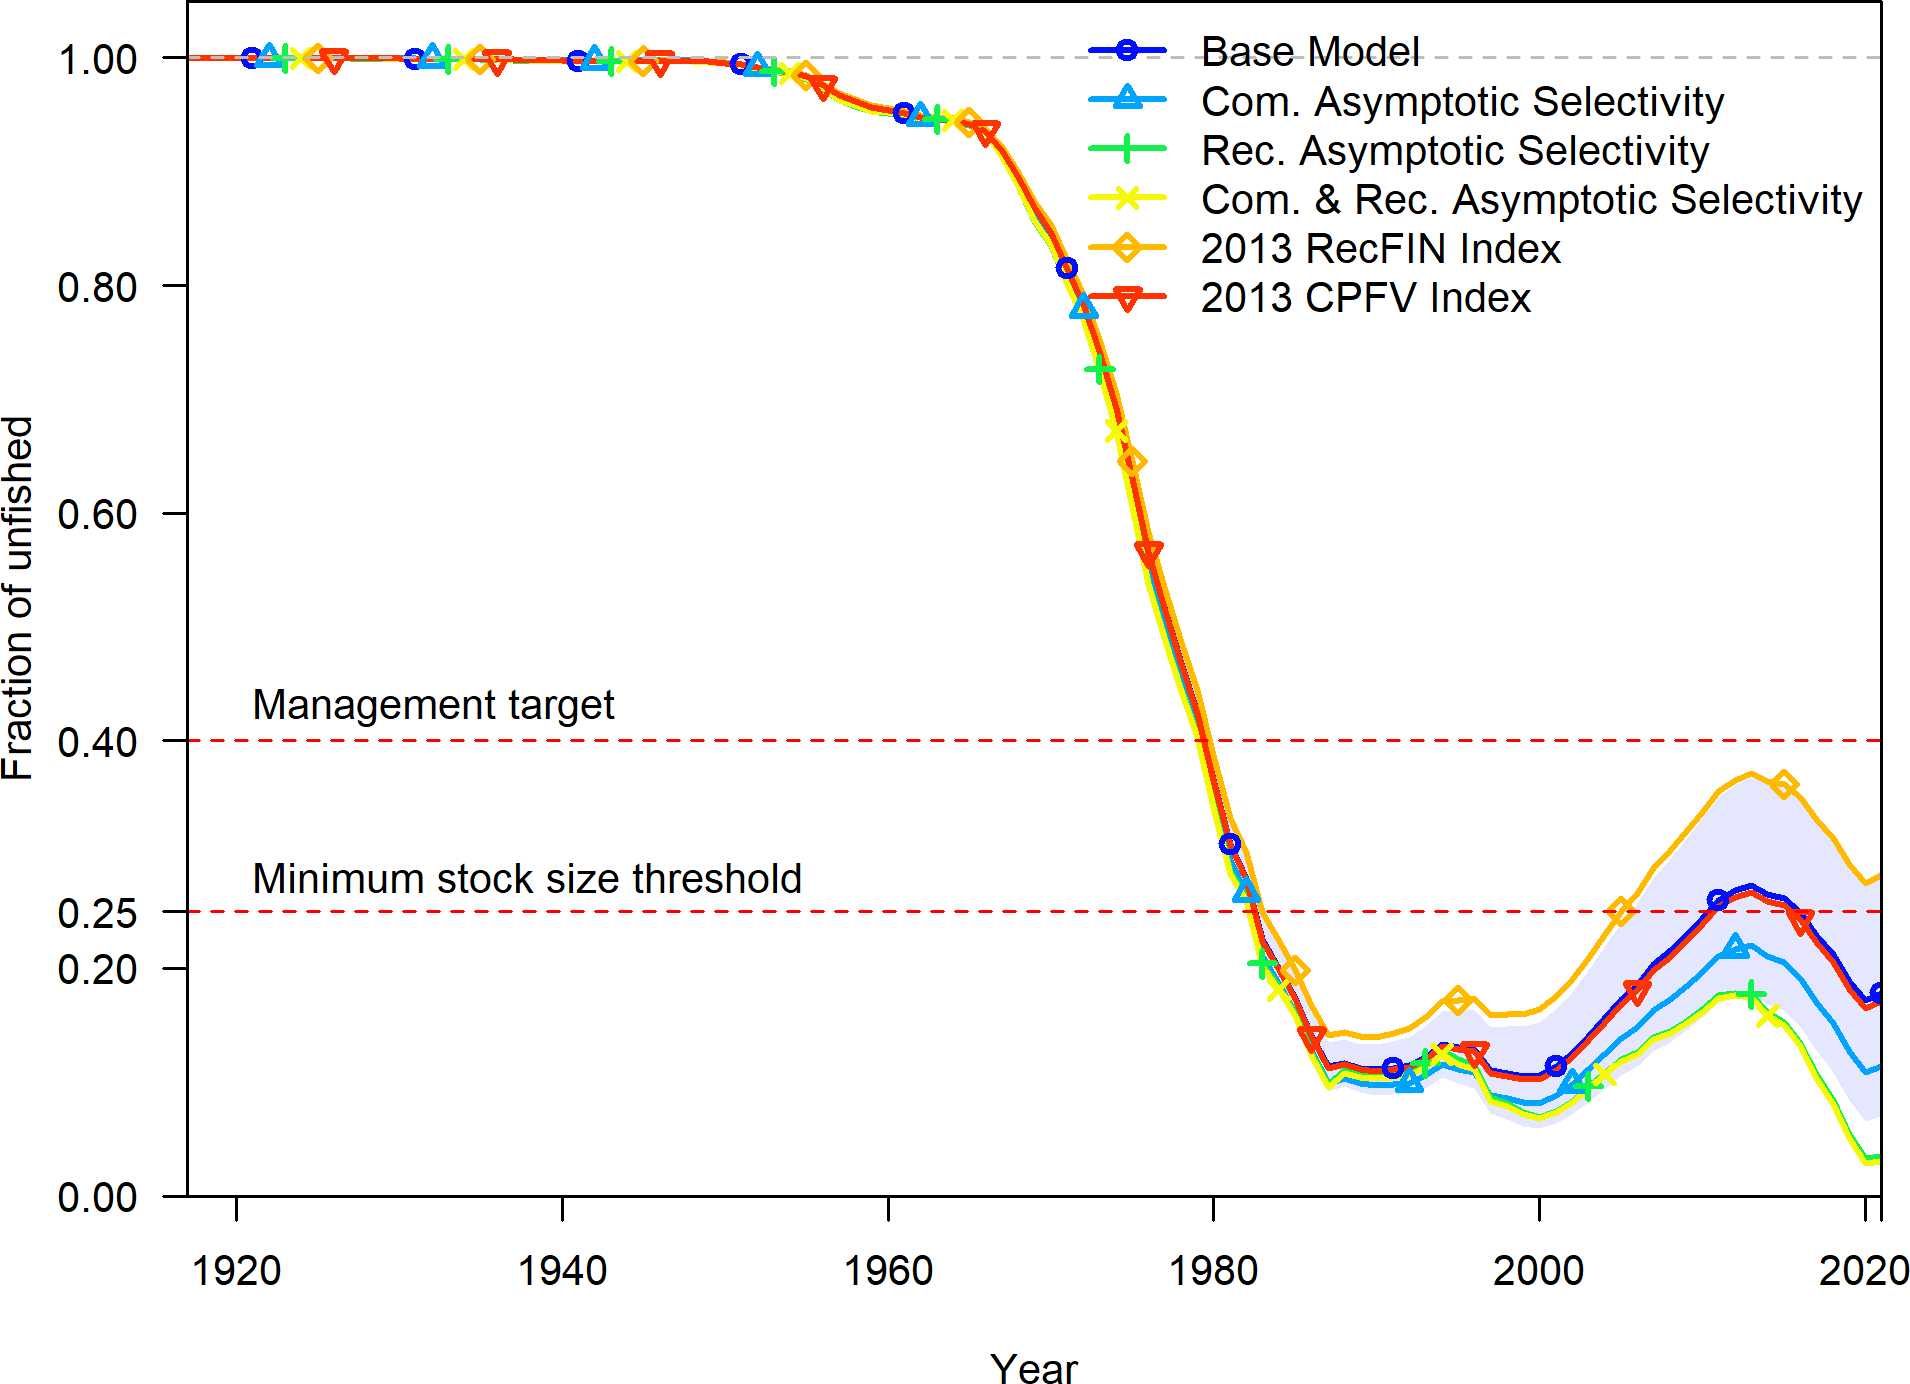 Base Model
Com. Asymptotic Selectivity
Rec. Asymptotic Selectivity
Com. & Rec. Asymptotic Selectivity
2013 RecFIN Index
2013 CPFV Index
Fraction of unfished
1.00
0.80
0.60
0.40
0.25
0.20
0.00
Management target
Minimum stock size threshold
1920 1940 1960 1980 2000 2020
Year